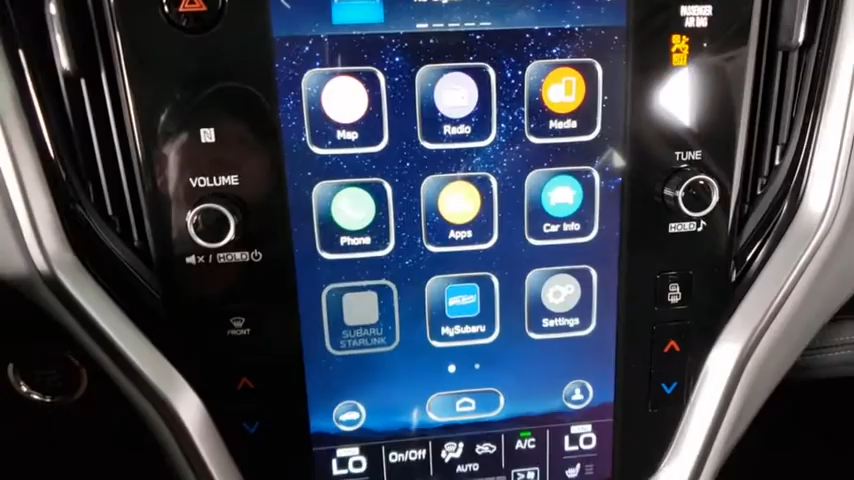 PASSENGER
AIR BAG
OFF
Map
Radio
Media
TUNE
VOLUME
HOLD
/ HOLD
Phone
Apps
Car Info
FRONT
SUBARU
STARLINK
MySubaru
Settings
LO
On/Off
AUTO
A/C
LO